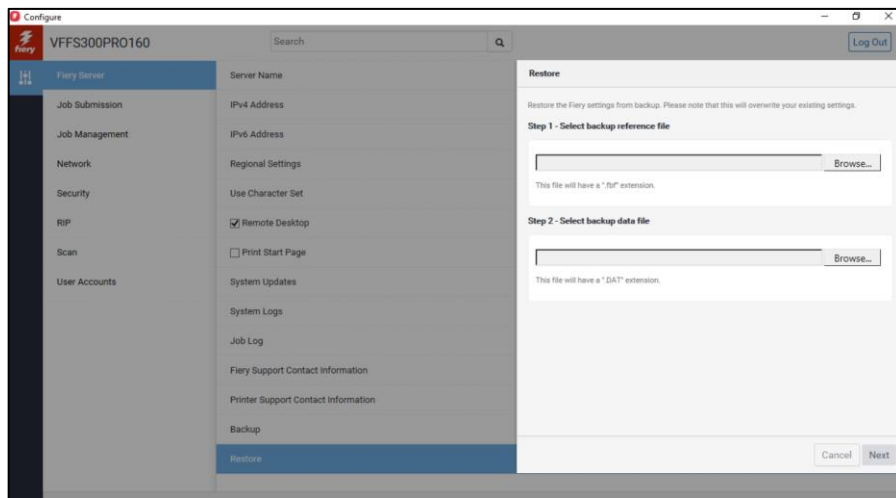 Configure
fiery
VFFS300PRO160
Search
Log Out
Fiery Server
Job Submission
Job Management
Network
Security
RIP
Scan
User Accounts
Server Name
IPv4 Address
IPv6 Address
Regional Settings
Use Character Set
Remote Desktop
Print Start Page
System Updates
System Logs
Job Log
Fiery Support Contact Information
Printer Support Contact Information
Backup
Restore
Restore
Restore the Fiery settings from backup. Please note that this will overwrite your existing settings.
Step 1 - Select backup reference file
Browse...
This file will have a ".fbf" extension.
Step 2 - Select backup data file
Browse...
This file will have a ".DAT" extension.
Cancel Next